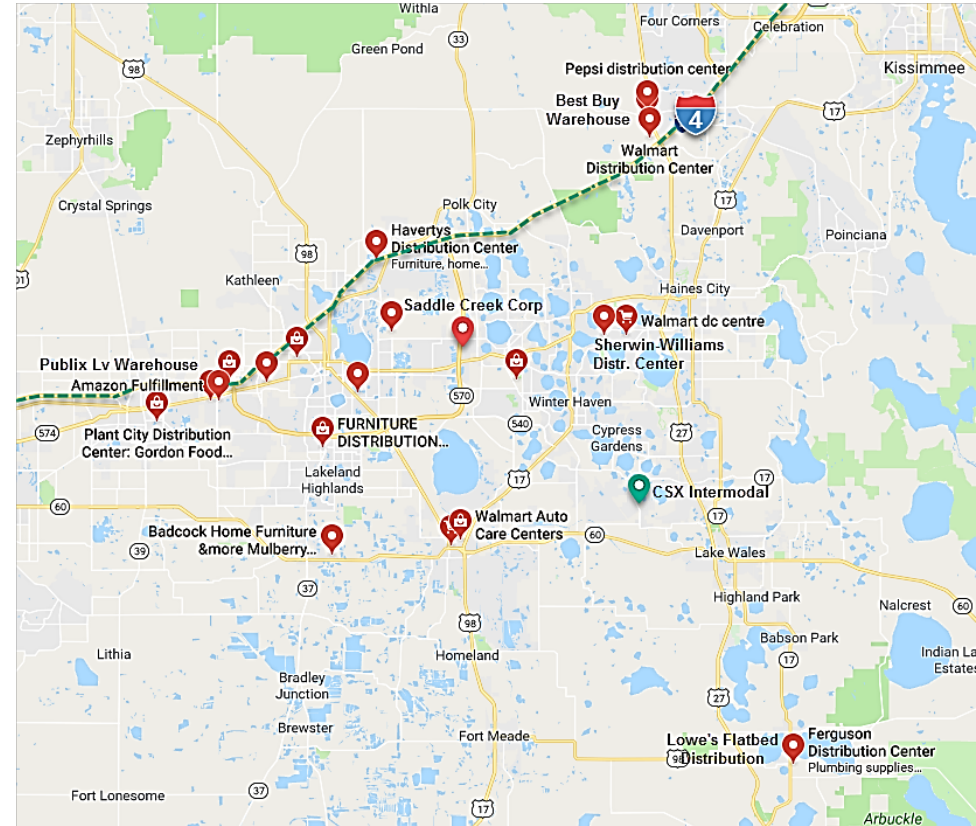 Withla
Four Corners
Celebration
Green Pond
33
98
Pepsi distribution center
Kissimmee
Best Buy
Warehouse
4
17
Zephyrhills
Walmart
Distribution Center
Crystal Springs
Polk City
17
Havertys
Distribution Center
Furniture, home...
Davenport
Poinciana
98
01
Kathleen
Haines City
Saddle Creek Corp
Walmart dc centre
Sherwin-Williams
Distr. Center
Publix Lv Warehouse
Amazon Fulfillment
570
Winter Haven
574
Plant City Distribution
Center: Gordon Food...
FURNITURE
DISTRIBUTION...
540
Cypress
Gardens
27
Lakeland
Highlands
17
17
CSX Intermodal
60
Walmart Auto
Care Centers
17
Badcock Home Furniture
&more Mulberry...
39
60
Lake Wales
37
Highland Park
98
Nalcrest
60
Babson Park
Lithia
Homeland
17
Indian La
Estates
Bradley
Junction
27
Brewster
Fort Meade
Lowe's Flatbed
Distribution
98
Ferguson
Distribution Center
Plumbing supplies...
Fort Lonesome
37
17
Arbuckle